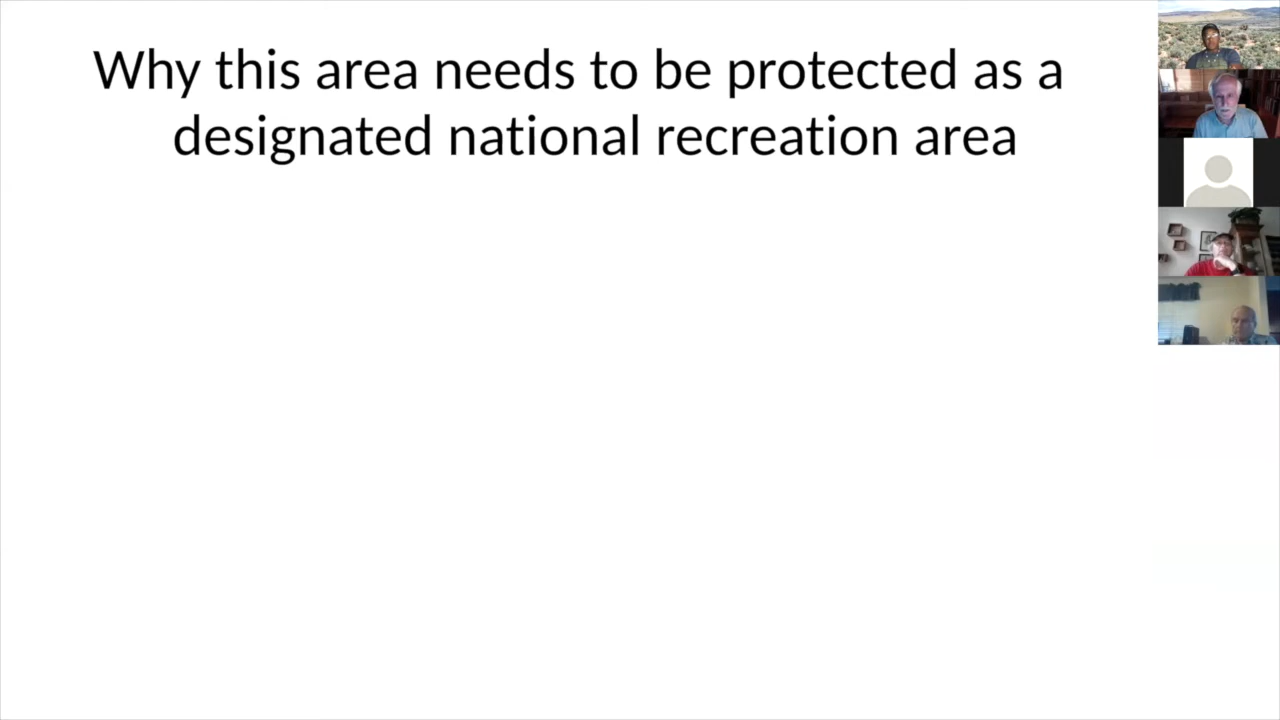 Why this area needs to be protected as a
designated national recreation area